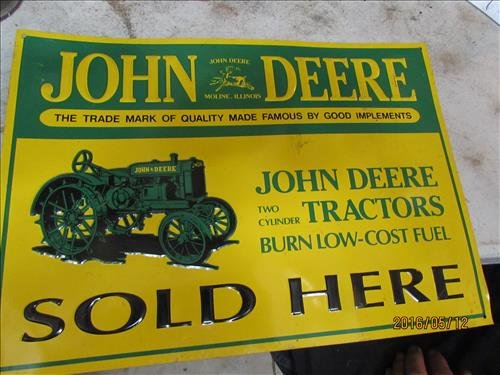 JOHN DEERE
JOHN DEERE
MOLINE, ILLINOIS
THE TRADE MARK OF QUALITY MADE FAMOUS BY GOOD IMPLEMENTS
JOHN DEERE
JOHN DEERE
TWO CYLINDER TRACTORS
BURN LOW-COST FUEL
SOLD HERE
2016/05/12